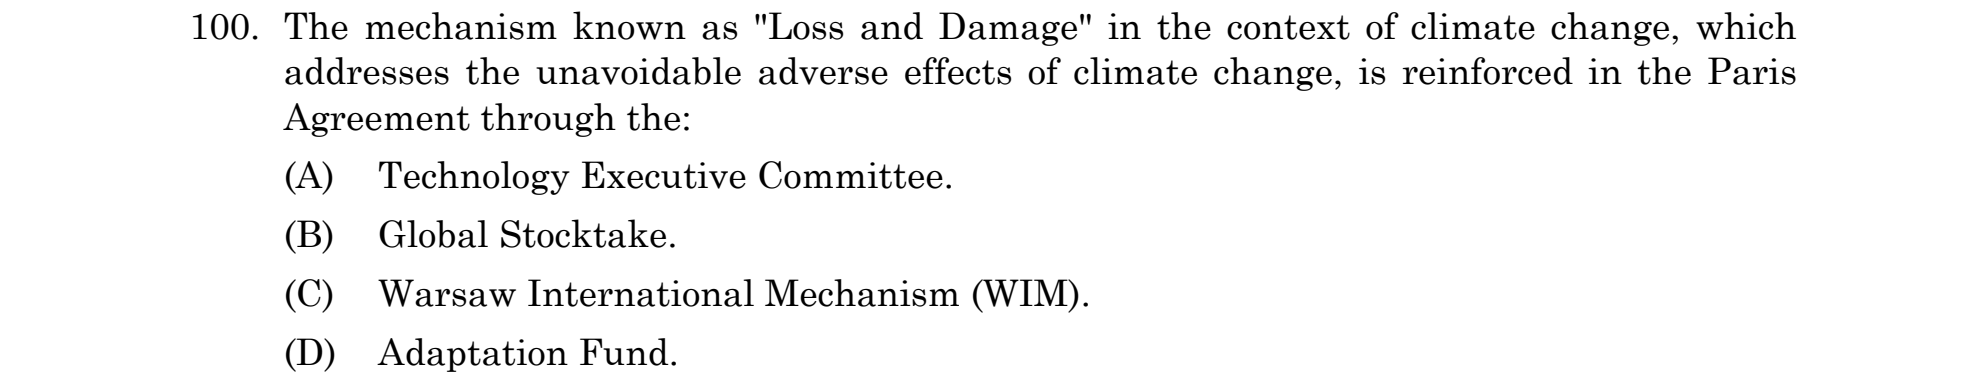 100. The mechanism known as "Loss and Damage" in the context of climate change, which
addresses the unavoidable adverse effects of climate change, is reinforced in the Paris
Agreement through the:
(A) Technology Executive Committee.
(B) Global Stocktake.
(C) Warsaw International Mechanism (WIM).
(D) Adaptation Fund.